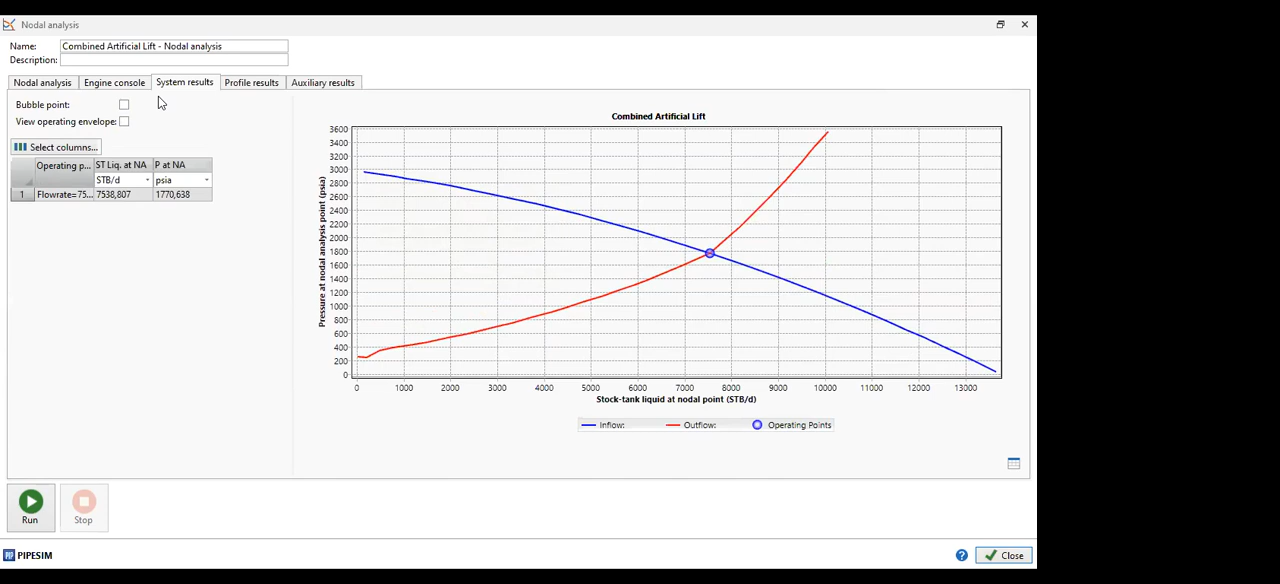 Nodal analysis
Name: Combined Artificial Lift - Nodal analysis
Description:
Nodal analysis Engine console System results Profile results Auxiliary results
Bubble point:
View operating envelope:
Select columns...
Operating p... ST Liq. at NA P at NA
STB/d psia
1 Flowrate=75... 7538,807 1770,638
Combined Artificial Lift
Pressure at nodal analysis point (psia)
3600
3400
3200
3000
2800
2600
2400
2200
2000
1800
1600
1400
1200
1000
800
600
400
200
0
0 1000 2000 3000 4000 5000 6000 7000 8000 9000 10000 11000 12000 13000
Stock-tank liquid at nodal point (STB/d)
Inflow: Outflow: Operating Points
Run Stop
PIP PIPESIM
? Close